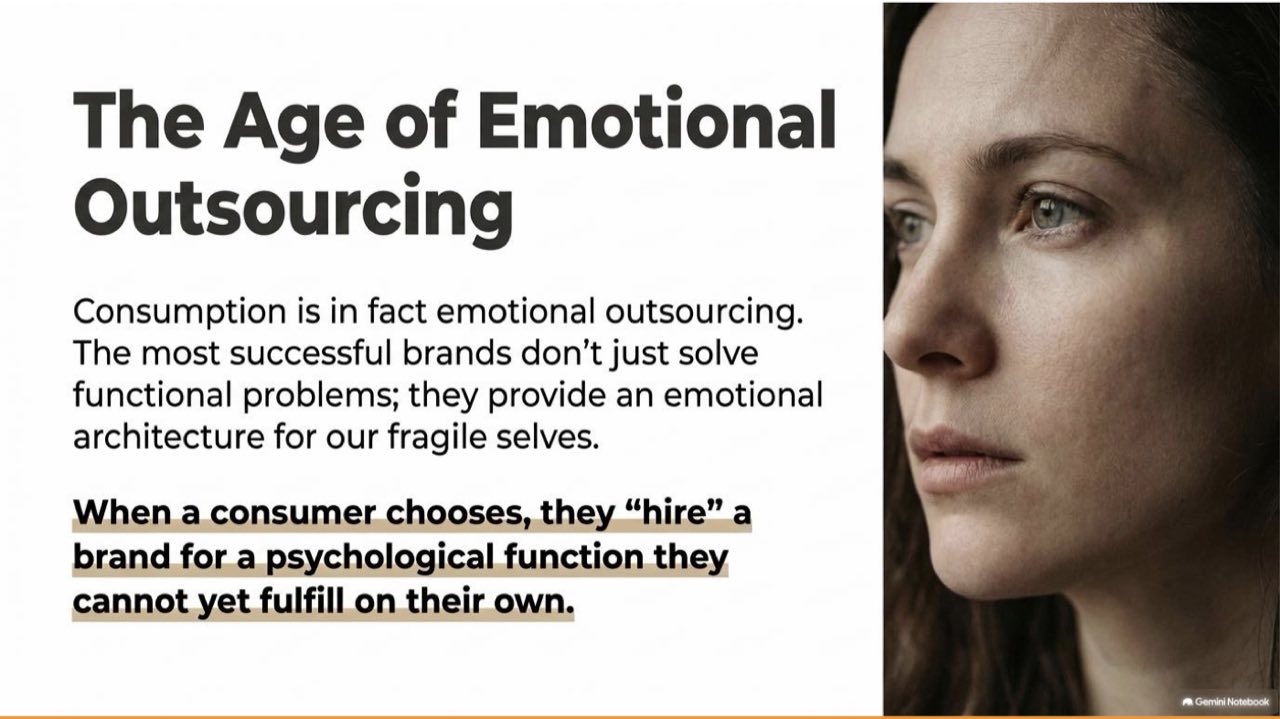 The Age of Emotional
Outsourcing
Consumption is in fact emotional outsourcing.
The most successful brands don’t just solve
functional problems; they provide an emotional
architecture for our fragile selves.
When a consumer chooses, they “hire” a
brand for a psychological function they
cannot yet fulfill on their own.
Gemini Notebook